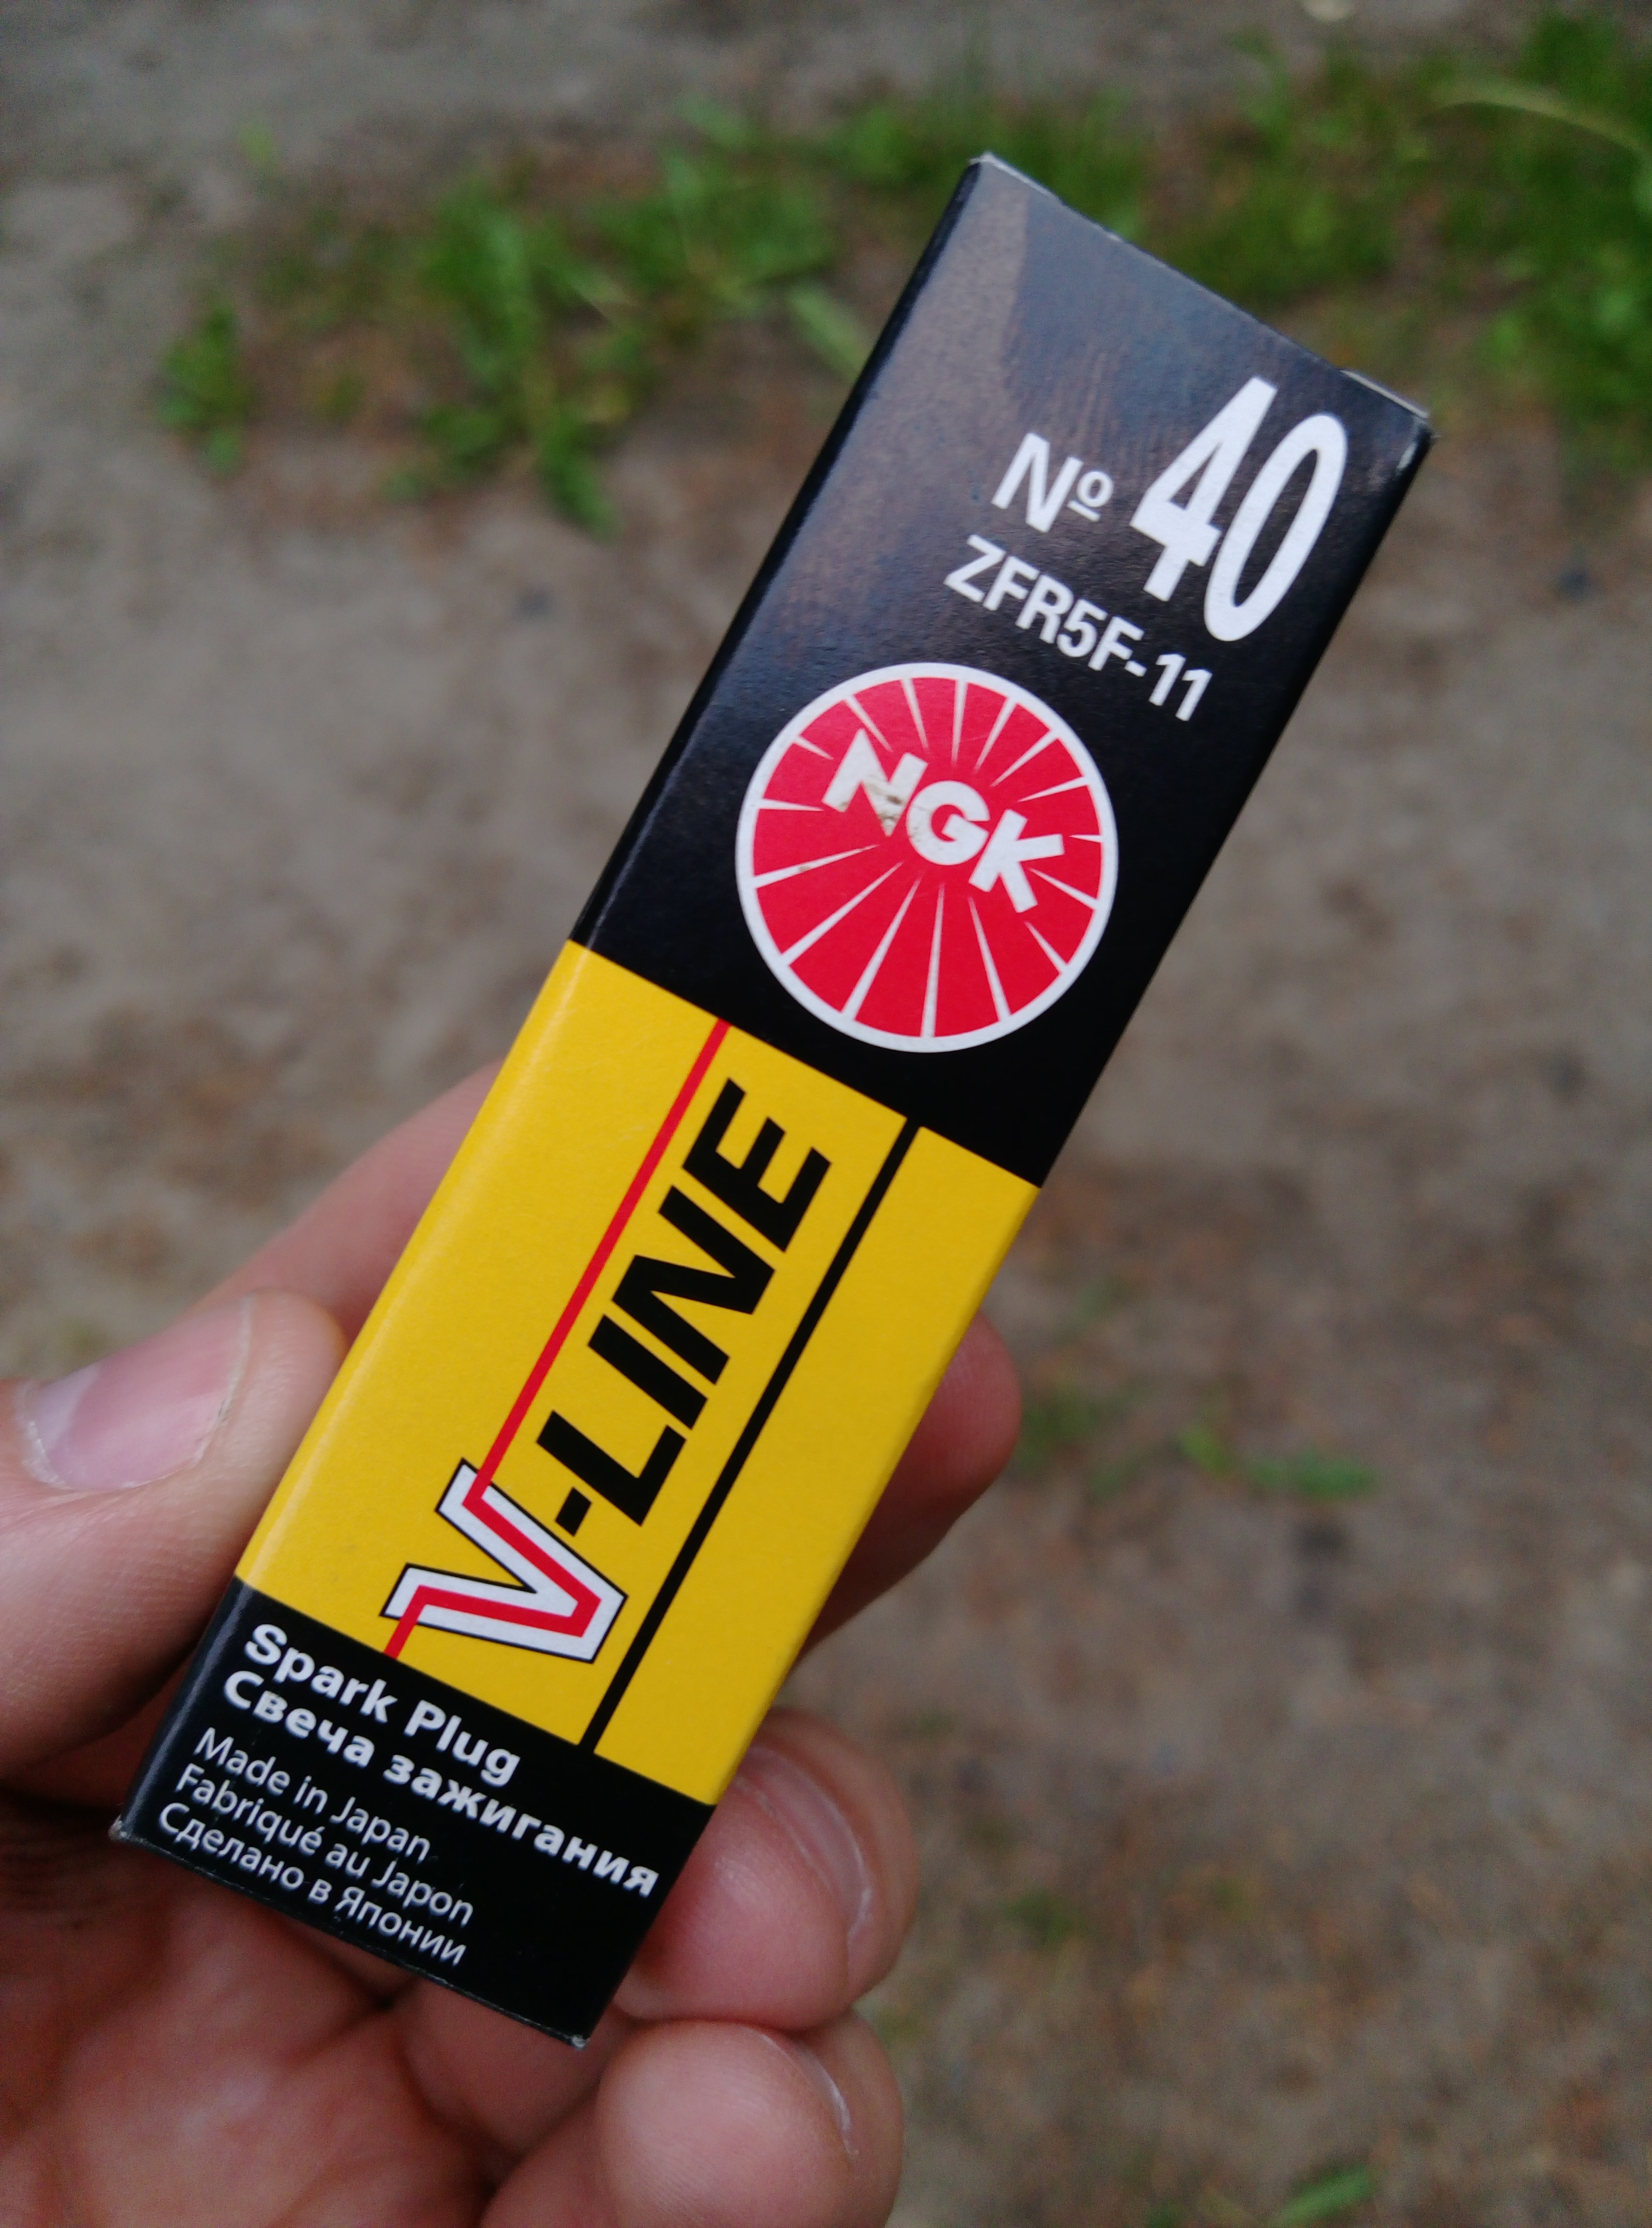 Nº 40
ZFR5F-11
NGK
V-LINE
Spark Plug
Свеча зажигания
Made in Japan
Fabriqué au Japon
Сделано в Японии